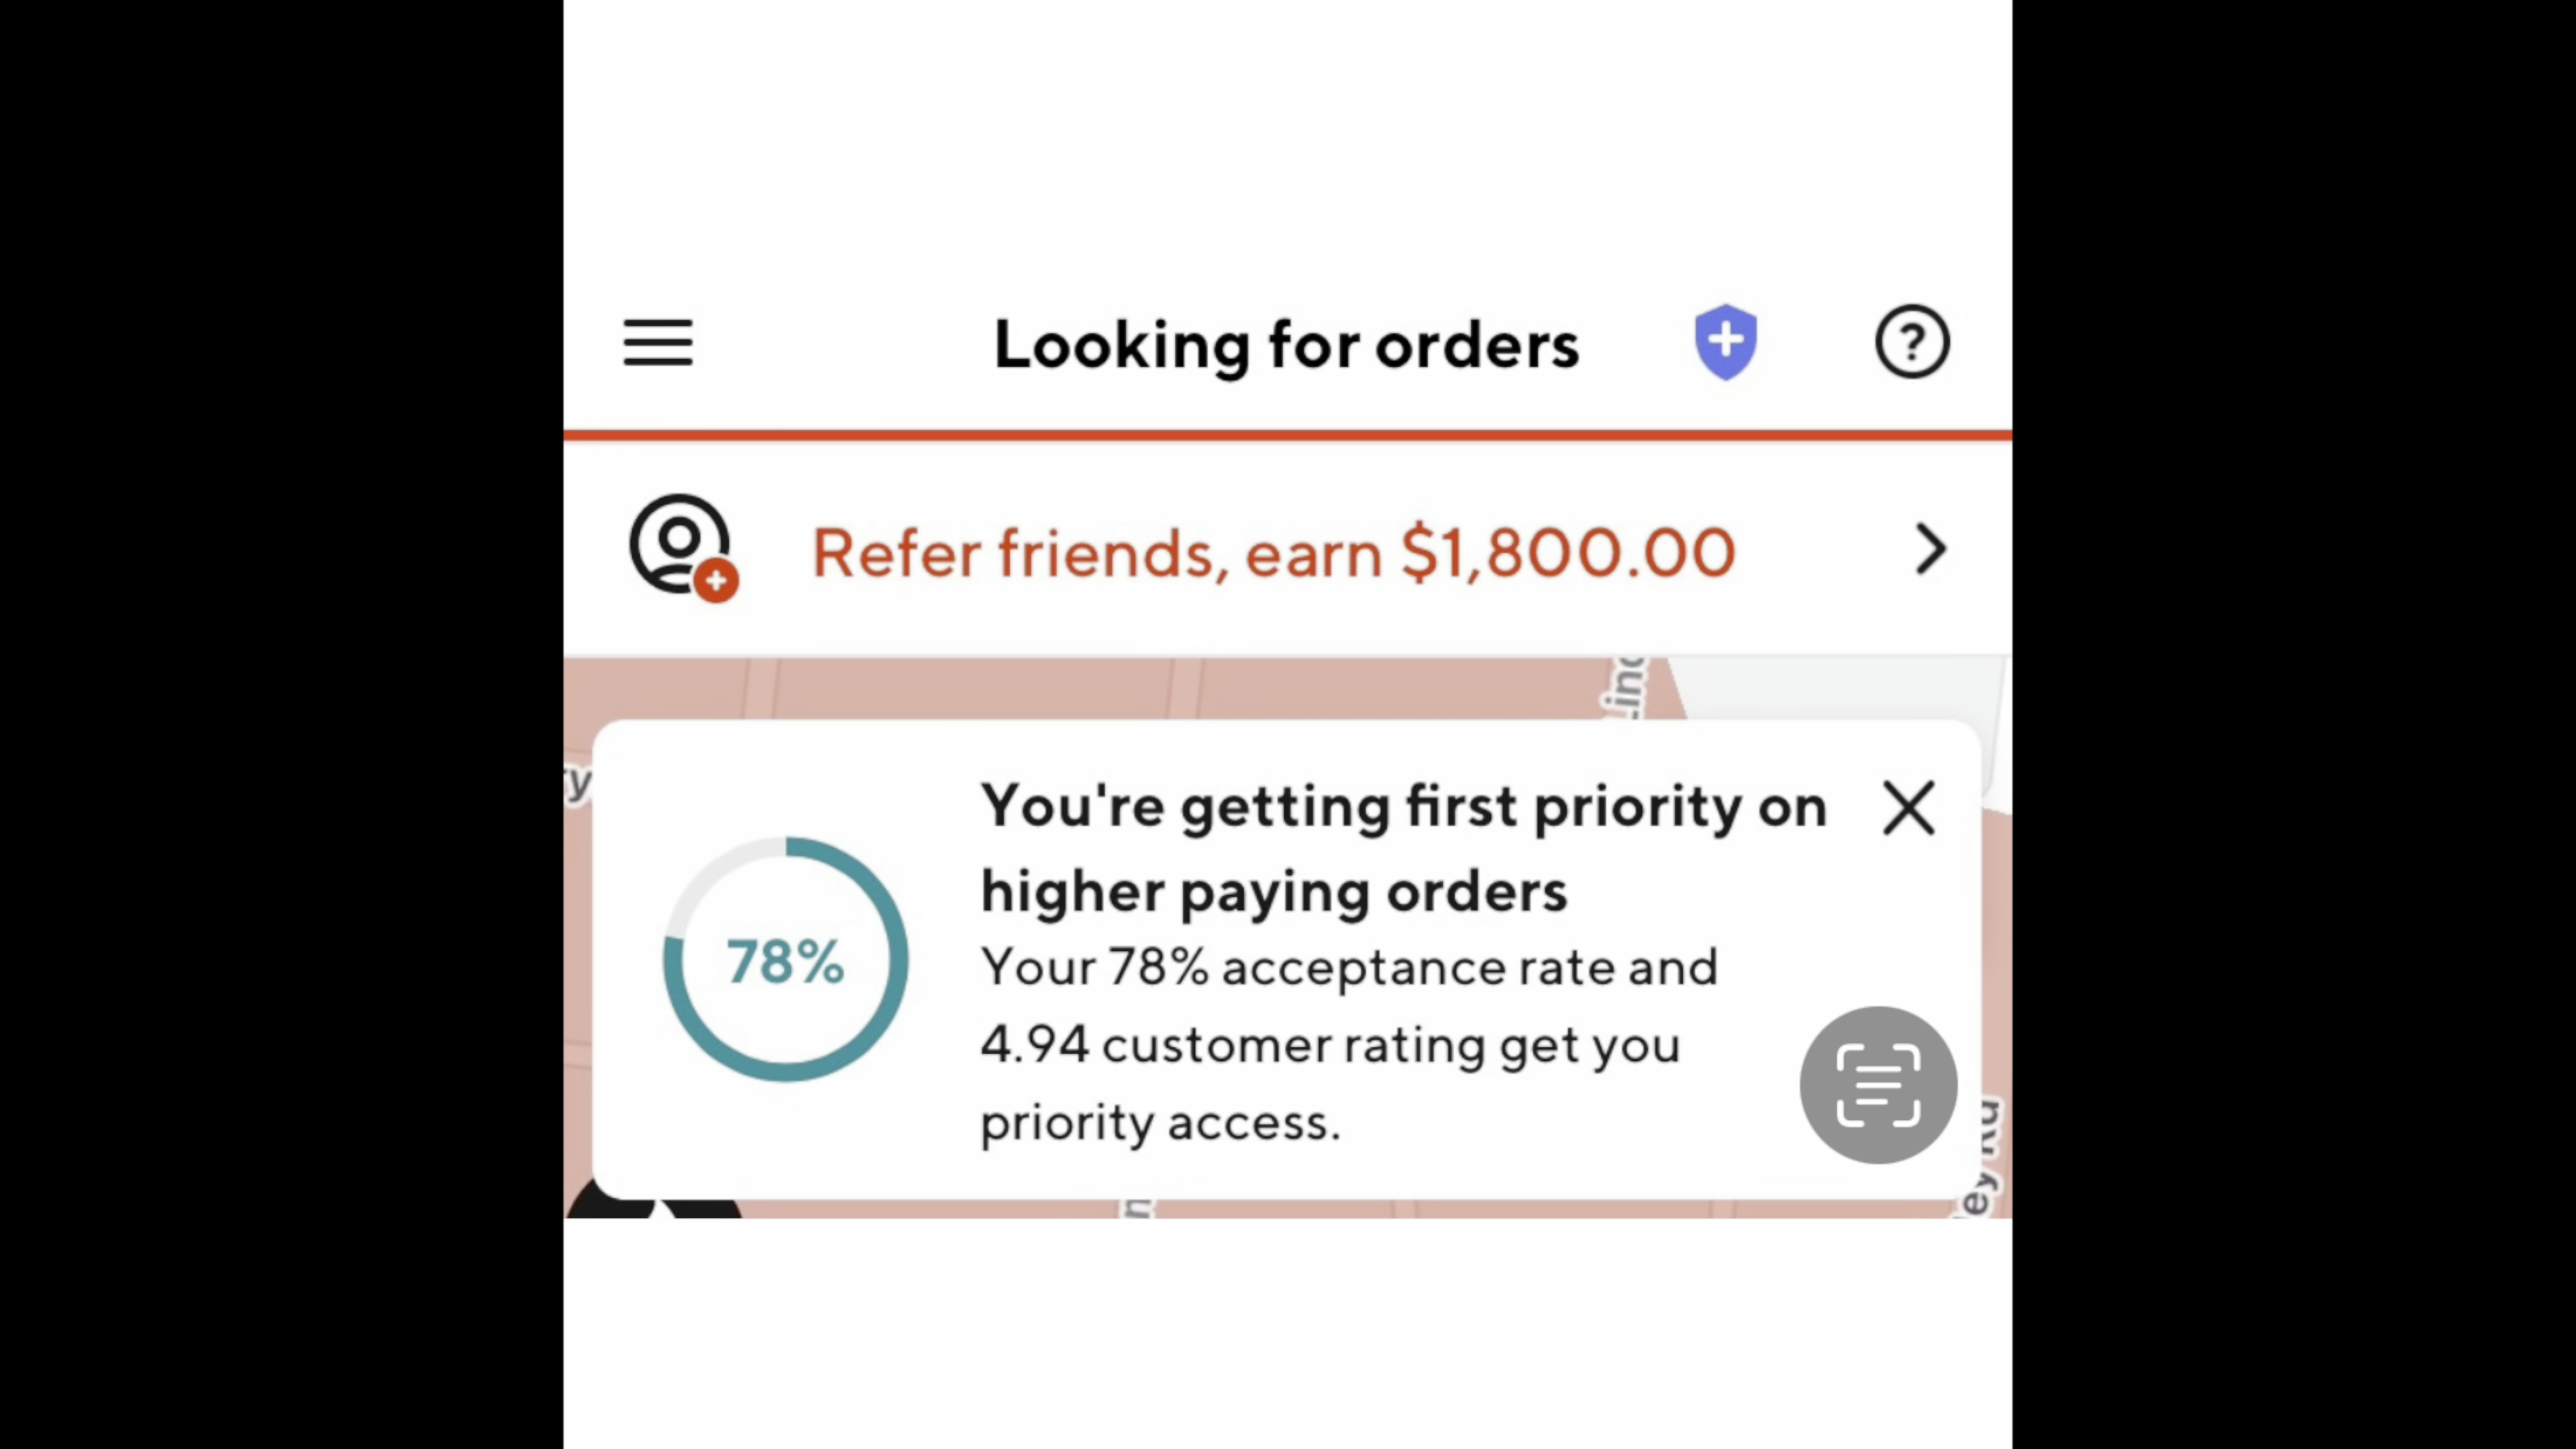 Looking for orders
Refer friends, earn $1,800.00
You're getting first priority on
higher paying orders
78%
Your 78% acceptance rate and
4.94 customer rating get you
priority access.